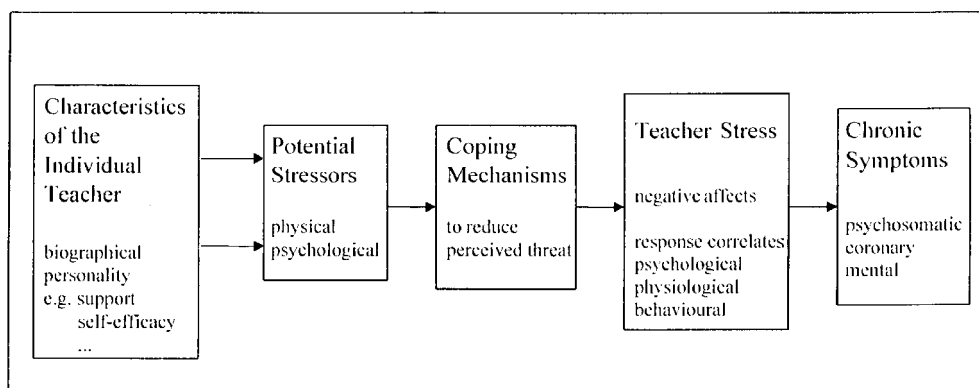 Characteristics
of the
Individual
Teacher
biographical
personality
e.g. support
self-efficacy
...
Potential
Stressors
physical
psychological
Coping
Mechanisms
to reduce
perceived threat
Teacher Stress
negative affects
response correlates
psychological
physiological
behavioural
Chronic
Symptoms
psychosomatic
coronary
mental